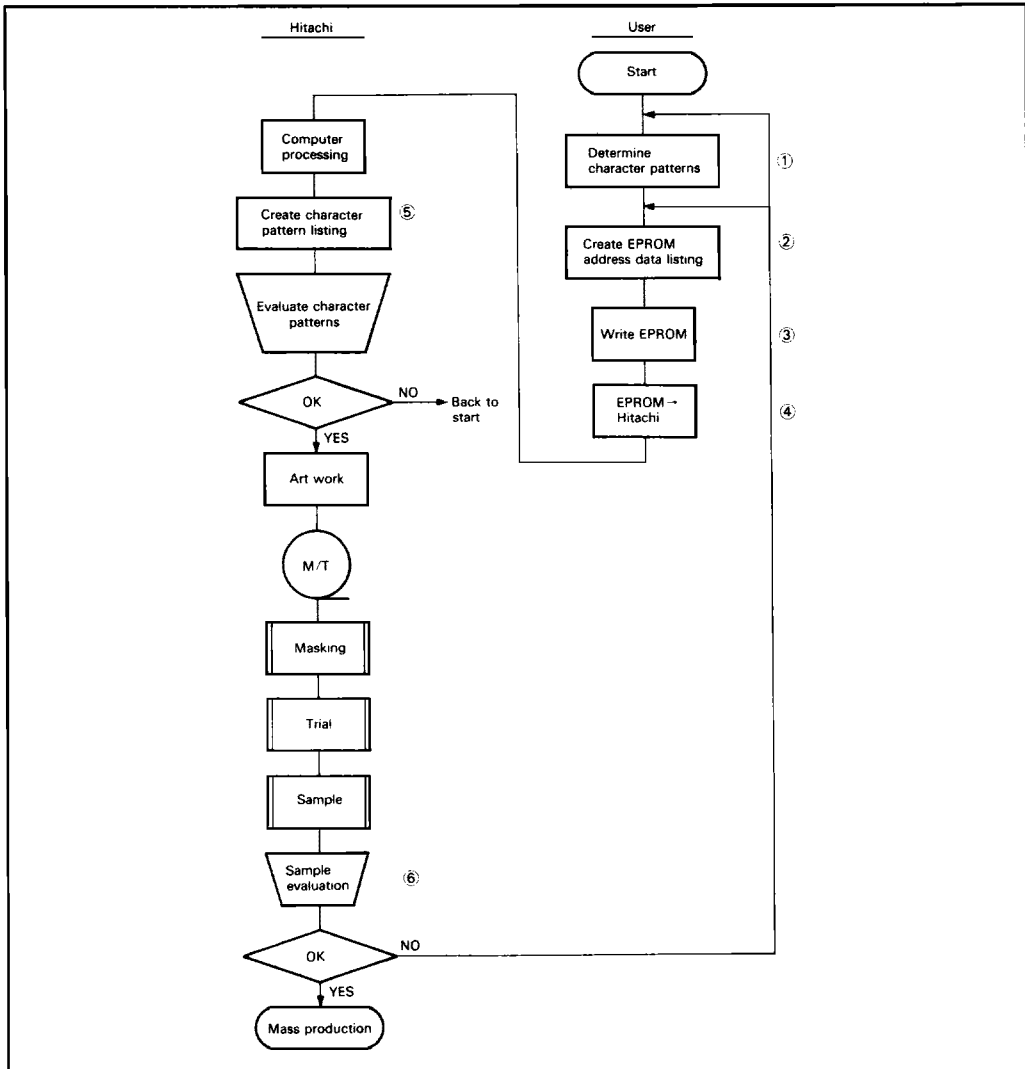 Hitachi
User
Start
Determine
character patterns
①
Create EPROM
address data listing
②
Write EPROM
③
EPROM→
Hitachi
④
Computer
processing
Create character
pattern listing
⑤
Evaluate character
patterns
OK
NO
Back to
start
YES
Art work
M/T
Masking
Trial
Sample
Sample
evaluation
⑥
OK
NO
YES
Mass production